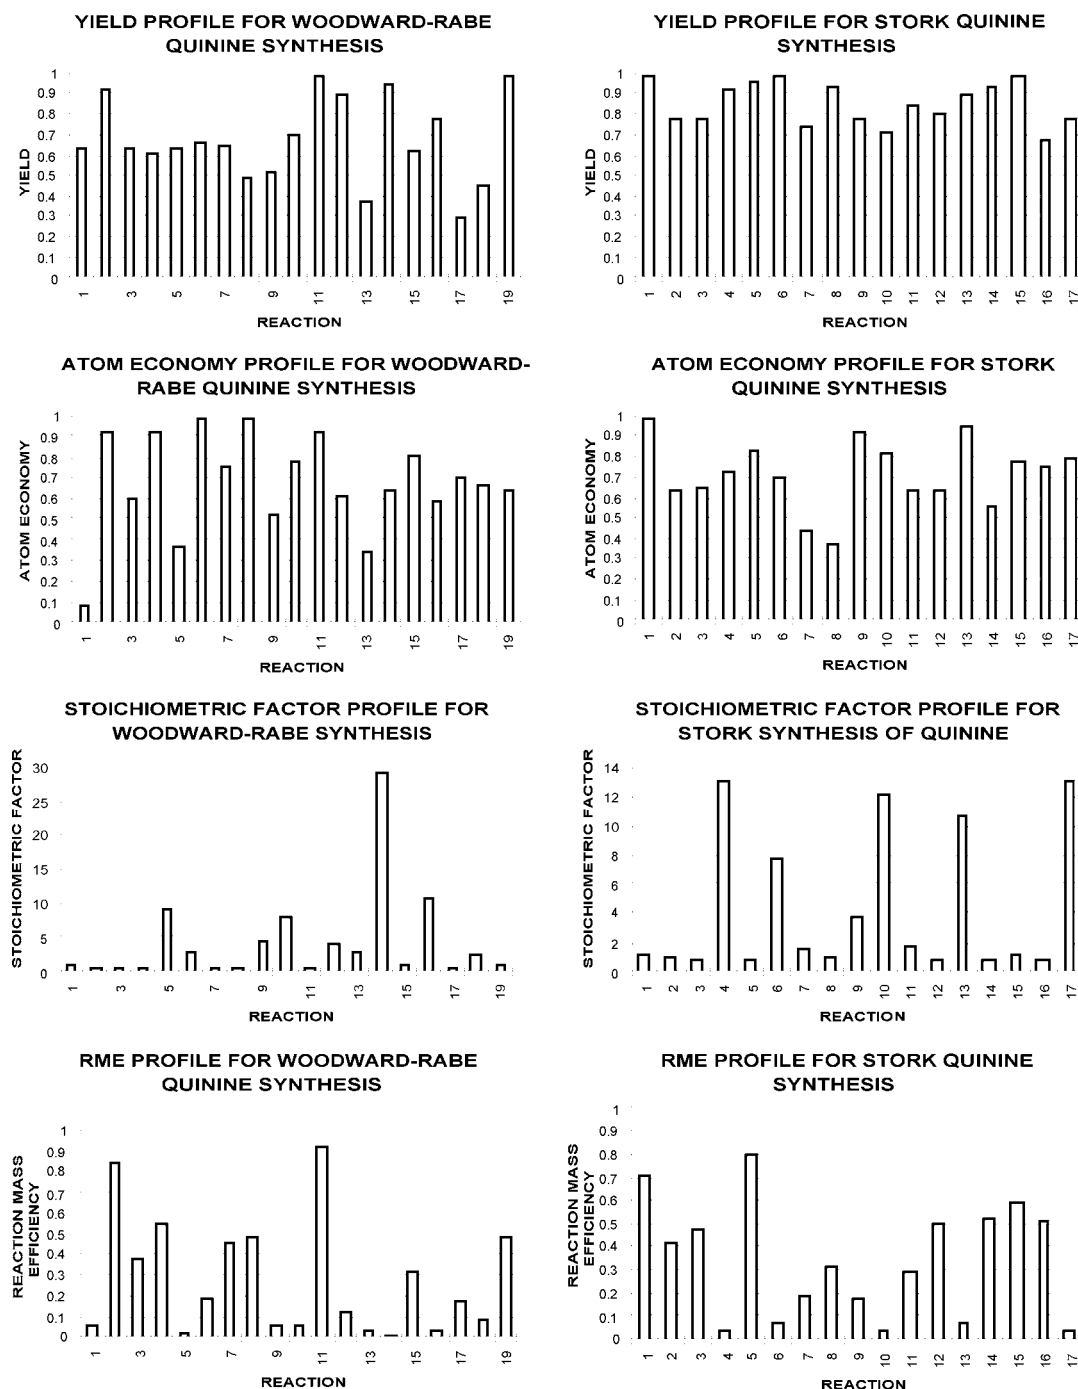 YIELD PROFILE FOR WOODWARD-RABE
QUININE SYNTHESIS
YIELD
1
0.9
0.8
0.7
0.6
0.5
0.4
0.3
0.2
0.1
0
1 3 5 7 9 11 13 15 17 19
REACTION
YIELD PROFILE FOR STORK QUININE
SYNTHESIS
YIELD
1
0.9
0.8
0.7
0.6
0.5
0.4
0.3
0.2
0.1
0
1 2 3 4 5 6 7 8 9 10 11 12 13 14 15 16 17
REACTION
ATOM ECONOMY PROFILE FOR WOODWARD-
RABE QUININE SYNTHESIS
ATOM ECONOMY
1
0.9
0.8
0.7
0.6
0.5
0.4
0.3
0.2
0.1
0
1 3 5 7 9 11 13 15 17 19
REACTION
ATOM ECONOMY PROFILE FOR STORK
QUININE SYNTHESIS
ATOM ECONOMY
1
0.9
0.8
0.7
0.6
0.5
0.4
0.3
0.2
0.1
0
1 2 3 4 5 6 7 8 9 10 11 12 13 14 15 16 17
REACTION
STOICHIOMETRIC FACTOR PROFILE FOR
WOODWARD-RABE SYNTHESIS
STOICHIOMETRIC FACTOR
30
25
20
15
10
5
0
1 3 5 7 9 11 13 15 17 19
REACTION
STOICHIOMETRIC FACTOR PROFILE FOR
STORK SYNTHESIS OF QUININE
STOICHIOMETRIC FACTOR
14
12
10
8
6
4
2
0
1 2 3 4 5 6 7 8 9 10 11 12 13 14 15 16 17
REACTION
RME PROFILE FOR WOODWARD-RABE
QUININE SYNTHESIS
REACTION MASS
EFFICIENCY
1
0.9
0.8
0.7
0.6
0.5
0.4
0.3
0.2
0.1
0
1 3 5 7 9 11 13 15 17 19
REACTION
RME PROFILE FOR STORK QUININE
SYNTHESIS
REACTION MASS
EFFICIENCY
1
0.9
0.8
0.7
0.6
0.5
0.4
0.3
0.2
0.1
0
1 2 3 4 5 6 7 8 9 10 11 12 13 14 15 16 17
REACTION